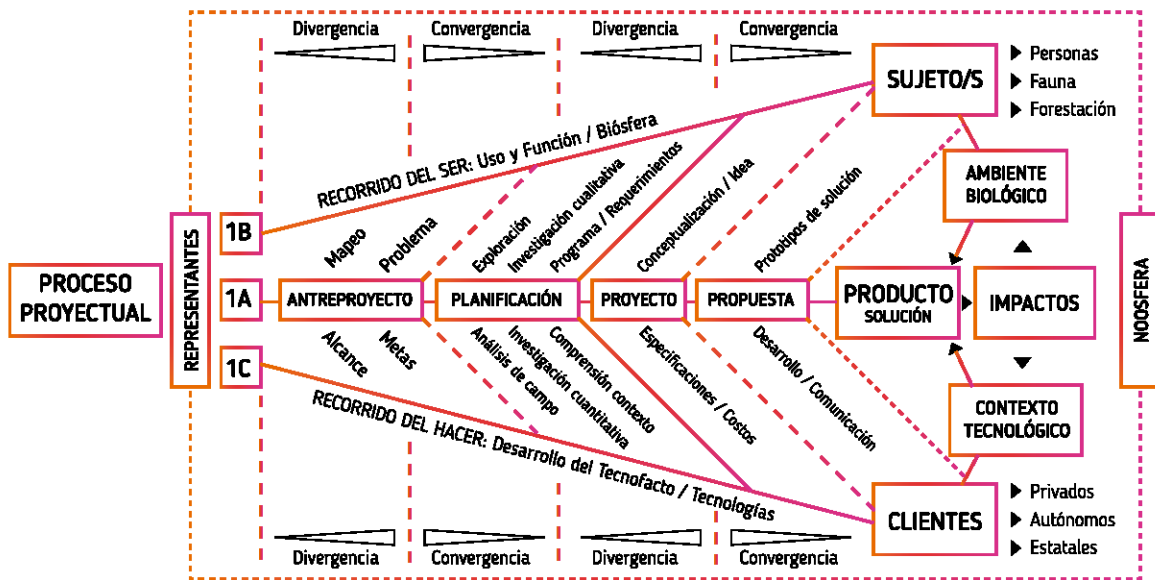 Divergencia
Convergencia
Divergencia
Convergencia
SUJETO/S
Personas
Fauna
Forestación
RECORRIDO DEL SER: Uso y Función / Biósfera
AMBIENTE
BIOLÓGICO
REPRESENTANTES
1B
Mapeo
Problema
Exploración
Investigación cualitativa
Programa / Requerimientos
Conceptualización / Idea
Prototipos de solución
PROCESO
PROYECTUAL
1A
ANTREPROYECTO
PLANIFICACIÓN
PROYECTO
PROPUESTA
PRODUCTO
SOLUCIÓN
IMPACTOS
NOOSFERA
1C
Alcance
Metas
Análisis de campo
Investigación cuantitativa
Comprensión contexto
Especificaciones / Costos
Desarrollo / Comunicación
CONTEXTO
TECNOLÓGICO
RECORRIDO DEL HACER: Desarrollo del Tecnofacto / Tecnologías
CLIENTES
Privados
Autónomos
Estatales
Divergencia
Convergencia
Divergencia
Convergencia